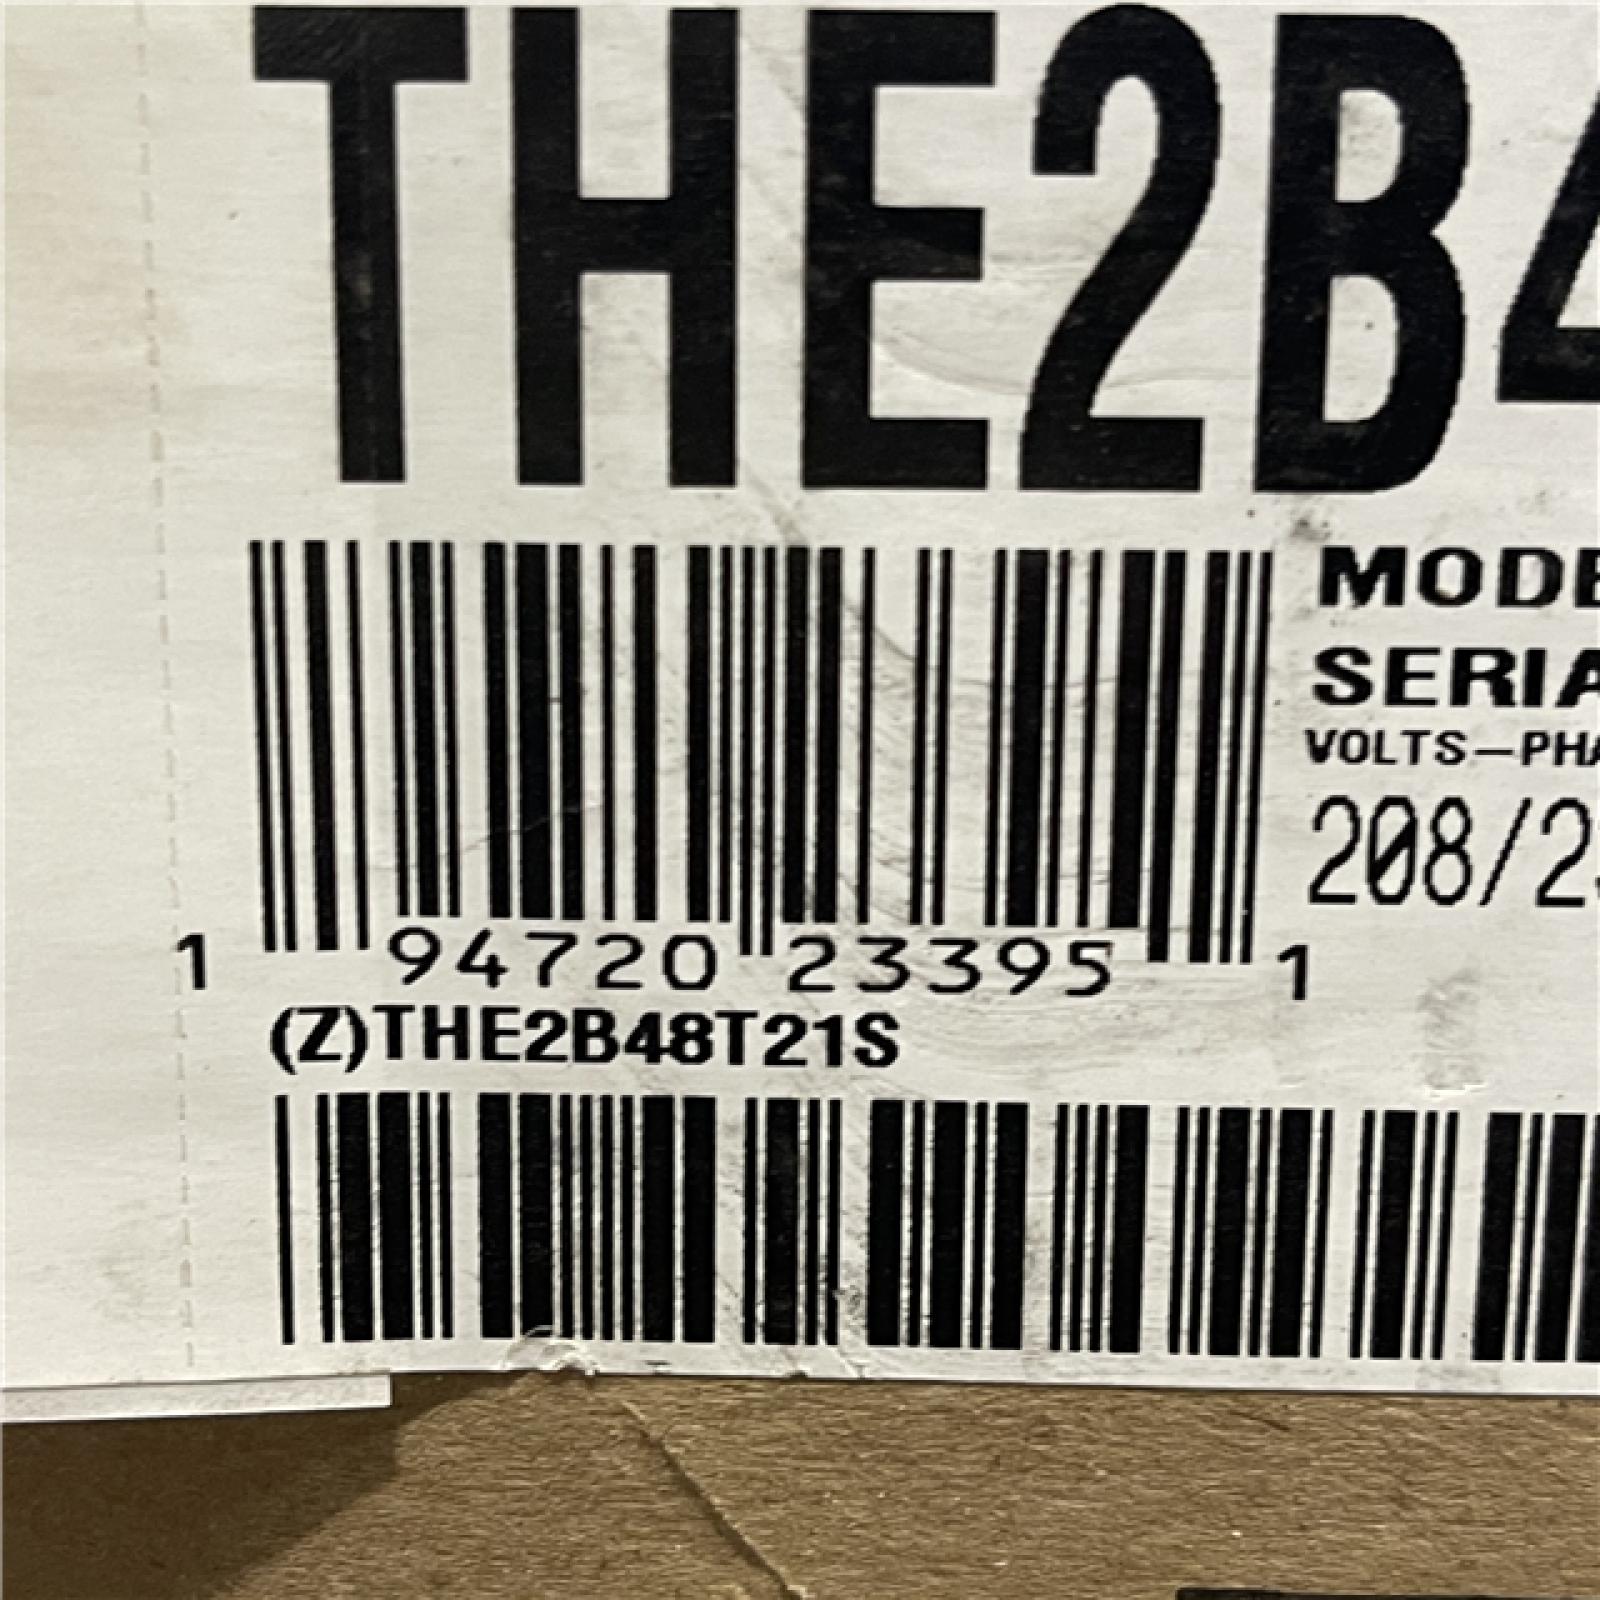 THE2B4
MODE
SERIA
VOLTS-PHA
208/2
1 94720 23395 1
(Z)THE2B48T21S